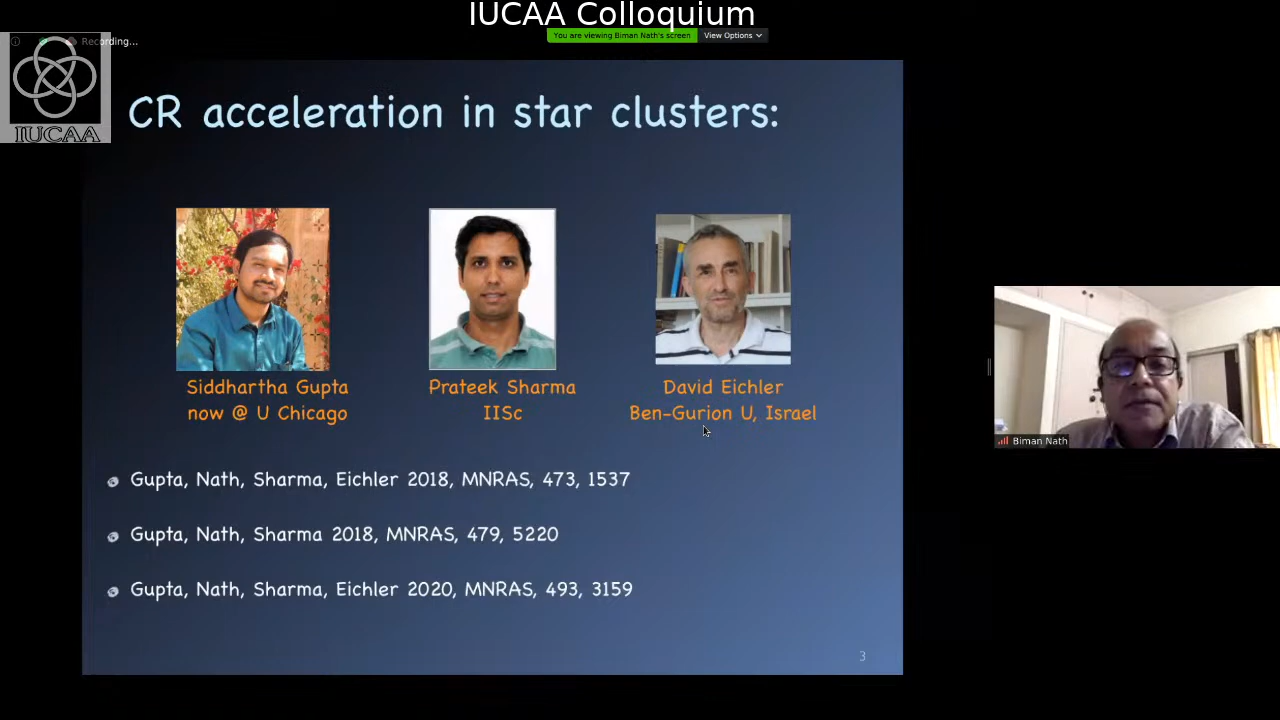 IUCAA Colloquium
You are viewing Biman Nath's screen
View Options
Recording...
IUCAA
CR acceleration in star clusters:
Siddhartha Gupta
now @ U Chicago
Prateek Sharma
IISc
David Eichler
Ben-Gurion U, Israel
Biman Nath
Gupta, Nath, Sharma, Eichler 2018, MNRAS, 473, 1537
Gupta, Nath, Sharma 2018, MNRAS, 479, 5220
Gupta, Nath, Sharma, Eichler 2020, MNRAS, 493, 3159
3